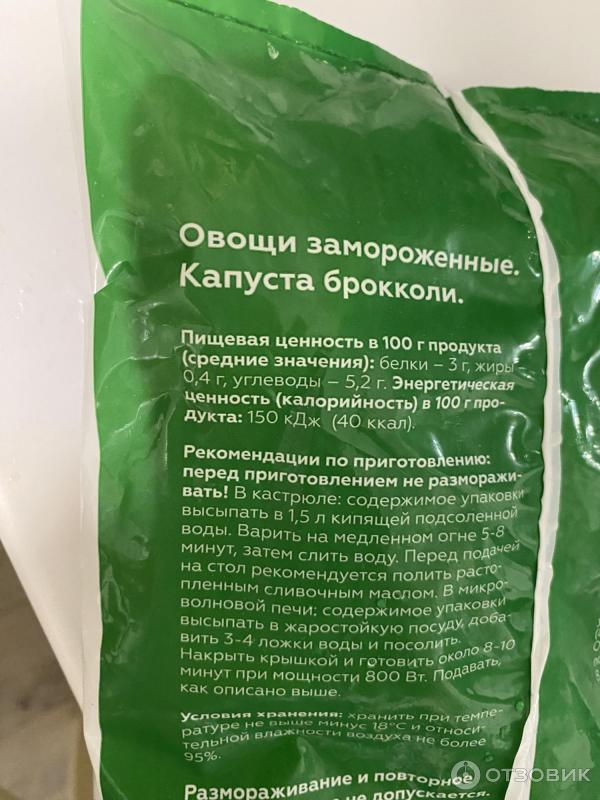 Овощи замороженные.
Капуста брокколи.
Пищевая ценность в 100 г продукта
(средние значения): белки – 3 г, жиры –
0,4 г, углеводы – 5,2 г. Энергетическая
ценность (калорийность) в 100 г про-
дукта: 150 кДж (40 ккал).
Рекомендации по приготовлению:
перед приготовлением не размоražи-
вать! В кастрюле: содержимое упаковки
высыпать в 1,5 л кипящей подсоленной
воды. Варить на медленном огне 5-8
минут, затем слить воду. Перед подачей
на стол рекомендуется полить расто-
пленным сливочным маслом. В микро-
волновой печи: содержимое упаковки
высыпать в жаростойкую посуду, доба-
вить 3-4 ложки воды и посолить.
Накрыть крышкой и готовить около 8-10
минут при мощности 800 Вт. Подавать,
как описано выше.
Условия хранения: хранить при темпе-
ратуре не выше минус 18°С и относи-
тельной влажности воздуха не более
95%.
Размораживание и повторное
не допускается.
ОТЗОВИК